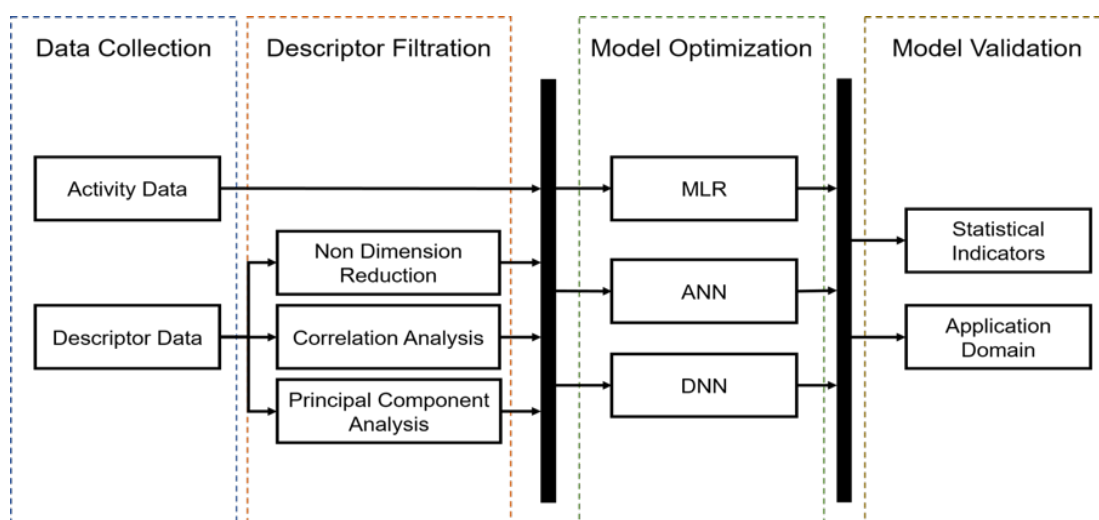 Data Collection
Descriptor Filtration
Model Optimization
Model Validation
Activity Data
Descriptor Data
Non Dimension
Reduction
Correlation Analysis
Principal Component
Analysis
MLR
ANN
DNN
Statistical
Indicators
Application
Domain